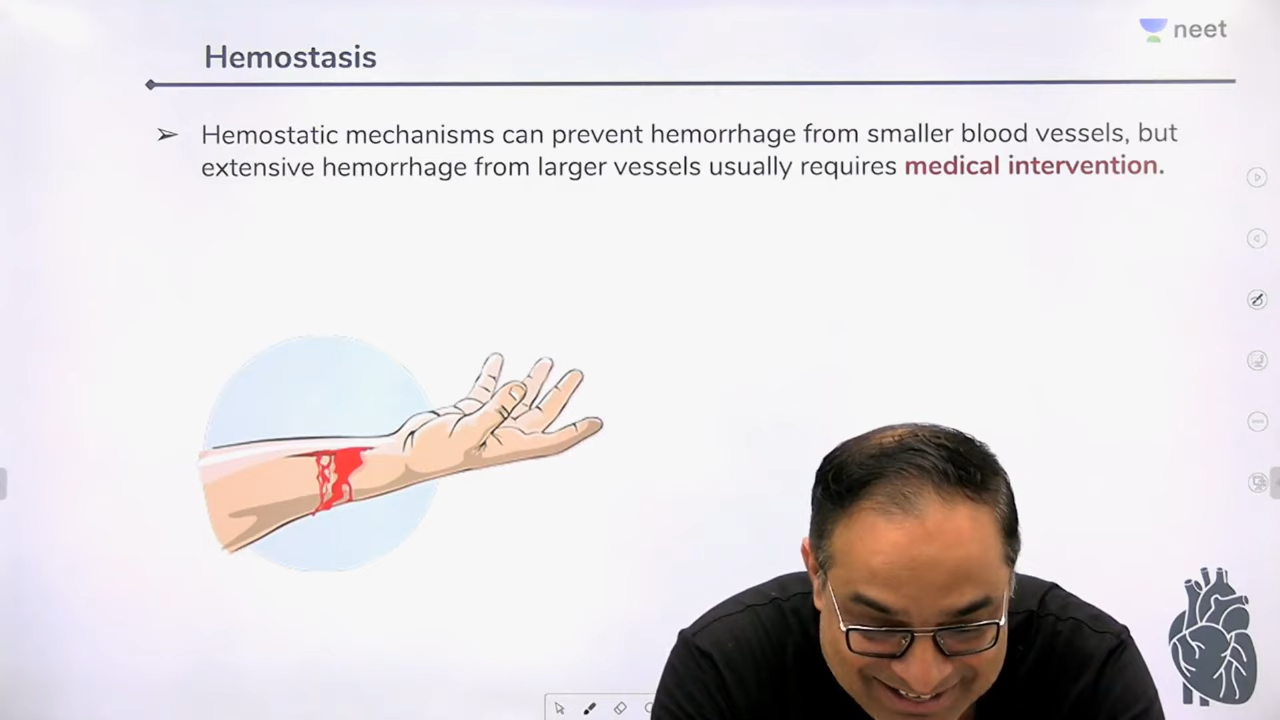 neet
Hemostasis
➢ Hemostatic mechanisms can prevent hemorrhage from smaller blood vessels, but
extensive hemorrhage from larger vessels usually requires medical intervention.